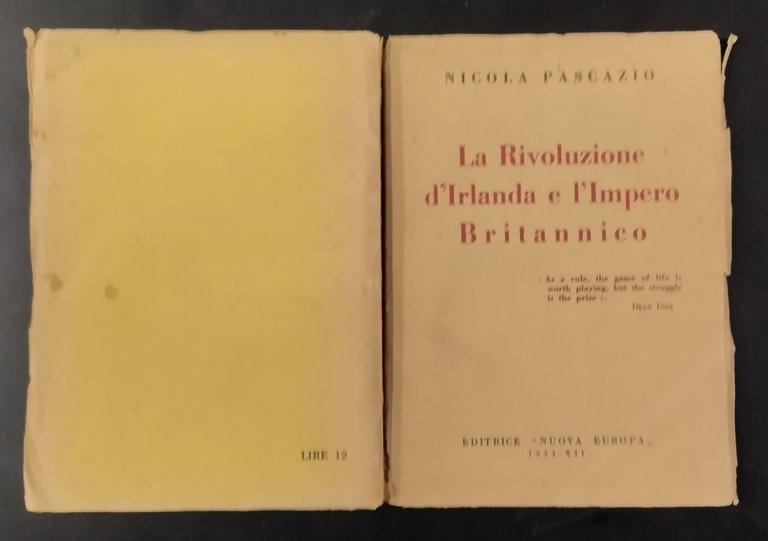 LIRE 12
NICOLA PASCAZIO
La Rivoluzione
d'Irlanda e l'Impero
Britannico
« As a rule, the game of life is
worth playing, but the struggle
is the prize ».
DEAN INGE
EDITRICE "NUOVA EUROPA„
1934-XII